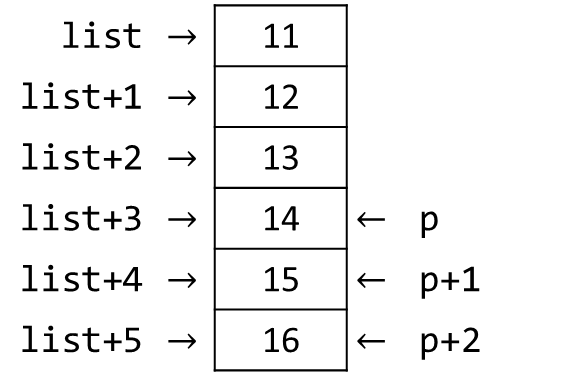 list → 11
list+1 → 12
list+2 → 13
list+3 → 14 ← p
list+4 → 15 ← p+1
list+5 → 16 ← p+2